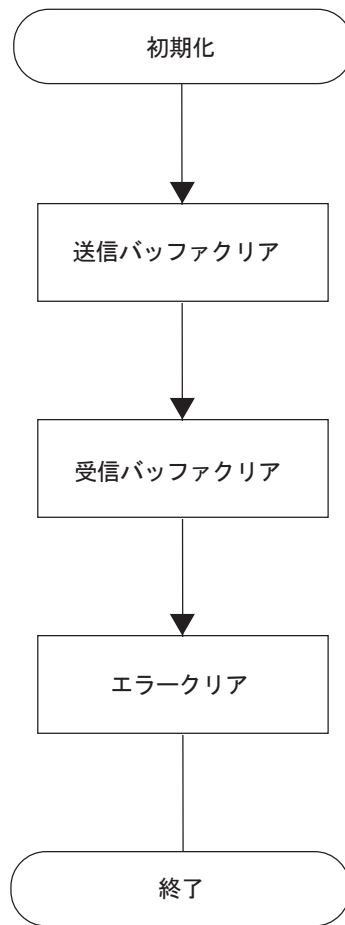 初期化
送信バッファクリア
受信バッファクリア
エラークリア
終了